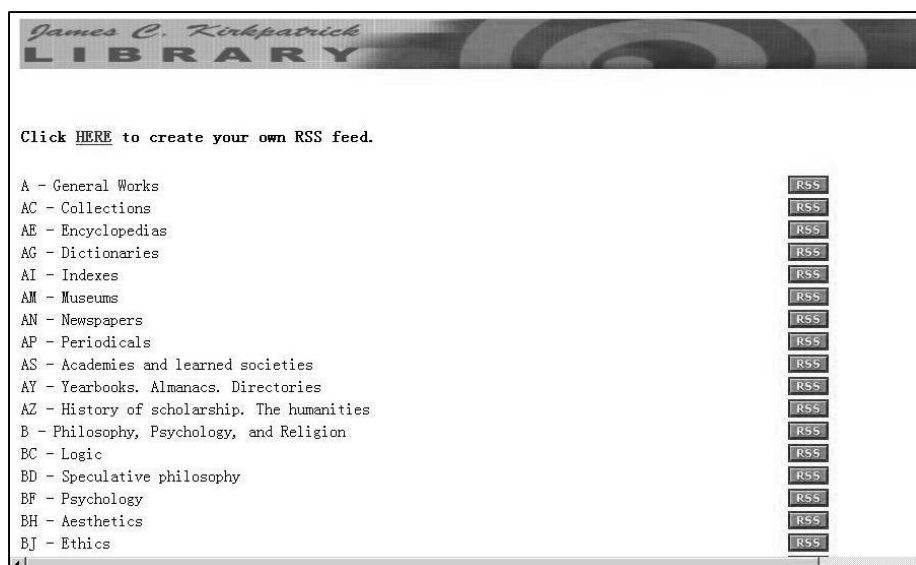 James C. Kirkpatrick
LIBRARY
Click HERE to create your own RSS feed.
A - General Works RSS
AC - Collections RSS
AE - Encyclopedias RSS
AG - Dictionaries RSS
AI - Indexes RSS
AM - Museums RSS
AN - Newspapers RSS
AP - Periodicals RSS
AS - Academies and learned societies RSS
AY - Yearbooks. Almanacs. Directories RSS
AZ - History of scholarship. The humanities RSS
B - Philosophy, Psychology, and Religion RSS
BC - Logic RSS
BD - Speculative philosophy RSS
BF - Psychology RSS
BH - Aesthetics RSS
BJ - Ethics RSS